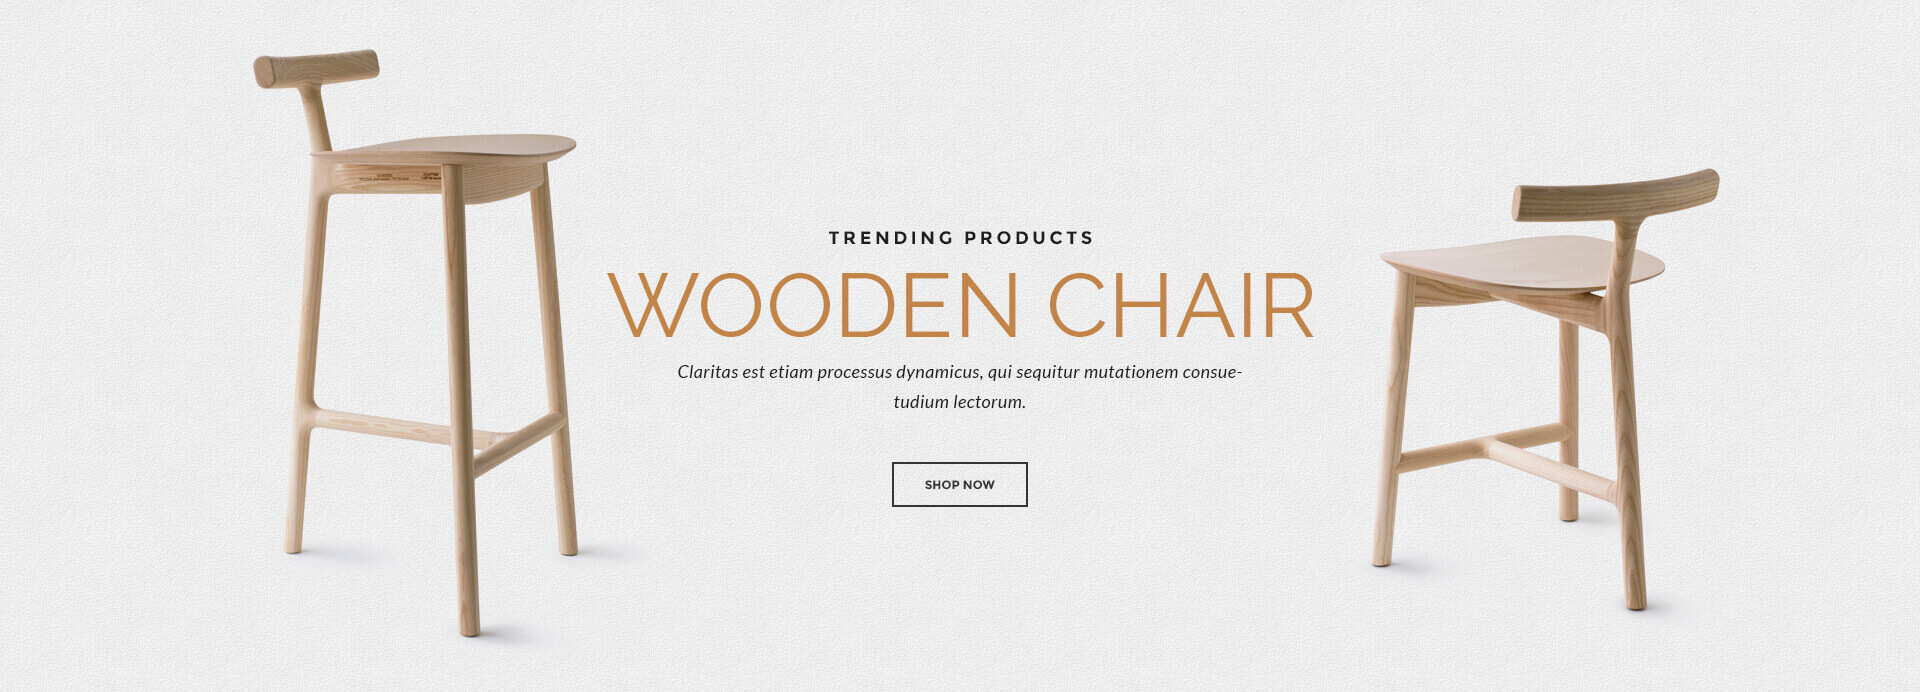 TRENDING PRODUCTS
WOODEN CHAIR
Claritas est etiam processus dynamicus, qui sequitur mutationem consue-
tudium lectorum.
SHOP NOW